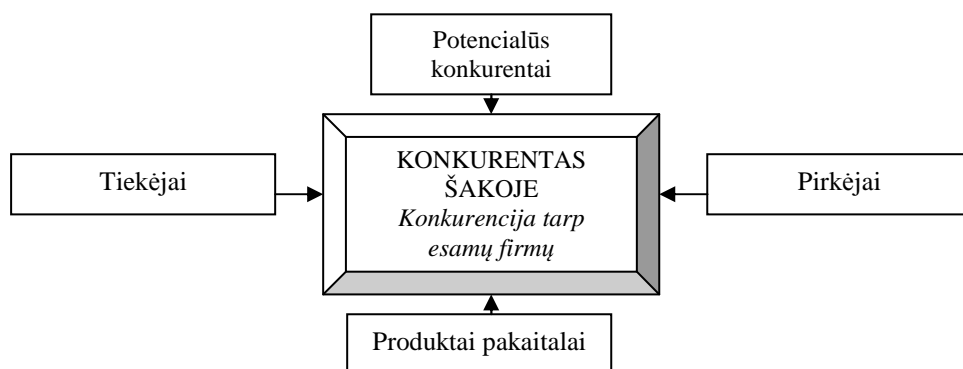 Potencialūs
konkurentai
Tiekėjai
KONKURENTAS
ŠAKOJE
Konkurencija tarp
esamų firmų
Pirkėjai
Produktai pakaitalai